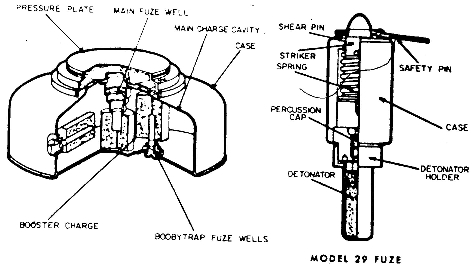 PRESSURE PLATE
MAIN FUZE WELL
MAIN CHARGE CAVITY
CASE
BOOSTER CHARGE
BOOBYTRAP FUZE WELLS
SHEAR PIN
STRIKER
SPRING
SAFETY PIN
PERCUSSION
CAP
CASE
DETONATOR
DETONATOR
HOLDER
MODEL 29 FUZE